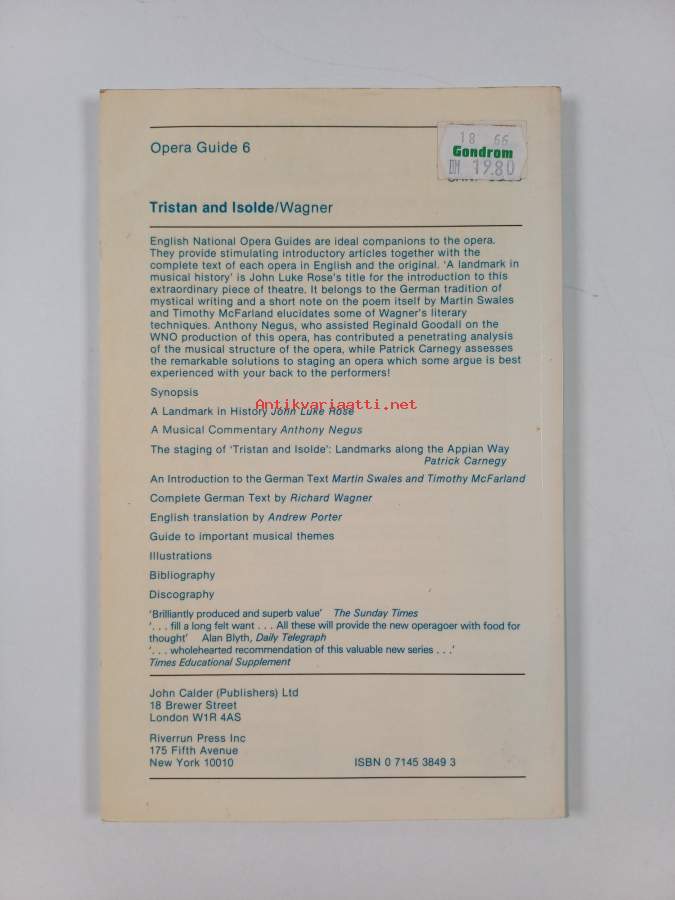 Opera Guide 6
18 66
Gondrom
DM 19.80
Tristan and Isolde/Wagner
English National Opera Guides are ideal companions to the opera.
They provide stimulating introductory articles together with the
complete text of each opera in English and the original. ‘A landmark in
musical history’ is John Luke Rose’s title for the introduction to this
extraordinary piece of theatre. It belongs to the German tradition of
mystical writing and a short note on the poem itself by Martin Swales
and Timothy McFarland elucidates some of Wagner’s literary
techniques. Anthony Negus, who assisted Reginald Goodall on the
WNO production of this opera, has contributed a penetrating analysis
of the musical structure of the opera, while Patrick Carnegy assesses
the remarkable solutions to staging an opera which some argue is best
experienced with your back to the performers!
Synopsis
Antikvariaatti.net
A Landmark in History John Luke Rose
A Musical Commentary Anthony Negus
The staging of ‘Tristan and Isolde’: Landmarks along the Appian Way
Patrick Carnegy
An Introduction to the German Text Martin Swales and Timothy McFarland
Complete German Text by Richard Wagner
English translation by Andrew Porter
Guide to important musical themes
Illustrations
Bibliography
Discography
‘Brilliantly produced and superb value’ The Sunday Times
‘. . . fill a long felt want . . . All these will provide the new operagoer with food for
thought’ Alan Blyth, Daily Telegraph
‘. . . wholehearted recommendation of this valuable new series . . .’
Times Educational Supplement
John Calder (Publishers) Ltd
18 Brewer Street
London W1R 4AS
Riverrun Press Inc
175 Fifth Avenue
New York 10010
ISBN 0 7145 3849 3